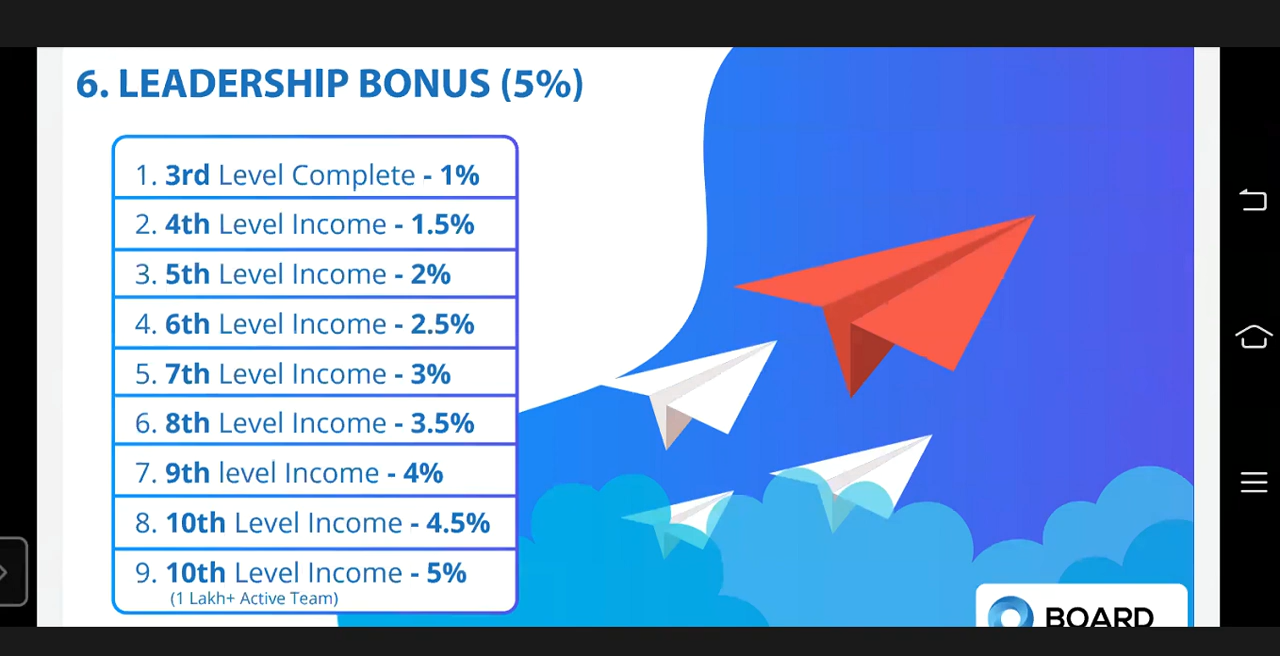 6. LEADERSHIP BONUS (5%)
1. 3rd Level Complete - 1%
2. 4th Level Income - 1.5%
3. 5th Level Income - 2%
4. 6th Level Income - 2.5%
5. 7th Level Income - 3%
6. 8th Level Income - 3.5%
7. 9th level Income - 4%
8. 10th Level Income - 4.5%
9. 10th Level Income - 5%
(1 Lakh+ Active Team)
BOARD